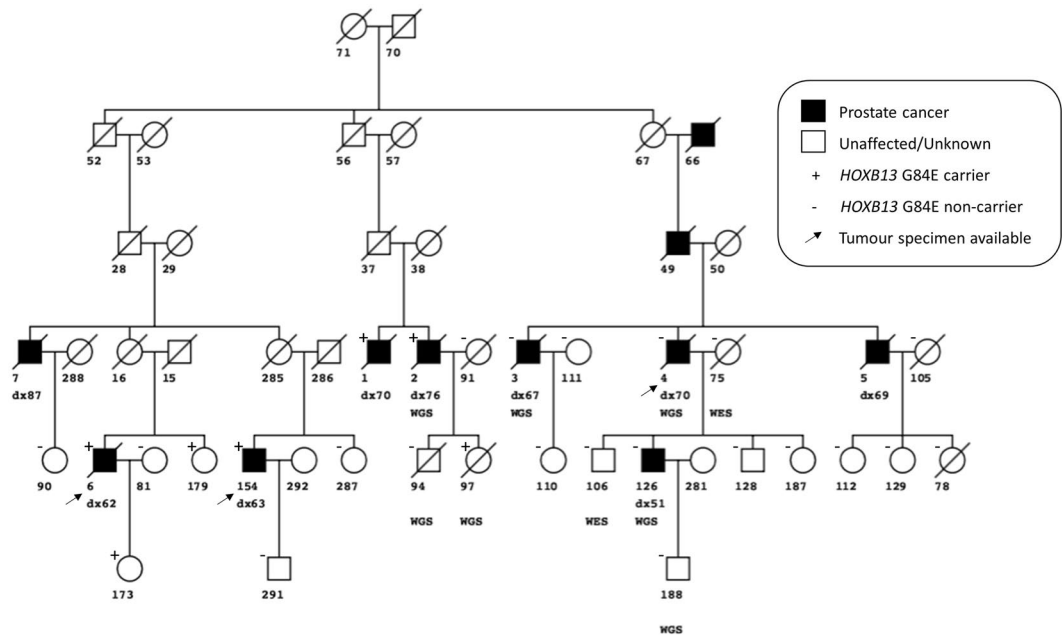 71 70
Prostate cancer
Unaffected/Unknown
+ HOXB13 G84E carrier
- HOXB13 G84E non-carrier
Tumour specimen available
52 53 56 57 67 66
28 29 37 38 49 50
+ + - - - - - -
7 288 16 15 285 286 1 2 91 3 111 4 75 5 105
dx87 dx70 dx76 dx67 dx70 dx69
WGS WGS WGS WES
- + - + + - - + - - - - - - - -
90 6 81 179 154 292 287 94 97 110 106 126 281 128 187 112 129 78
dx62 dx63 dx51
WGS WGS WES WGS
+ - -
173 291 188
WGS